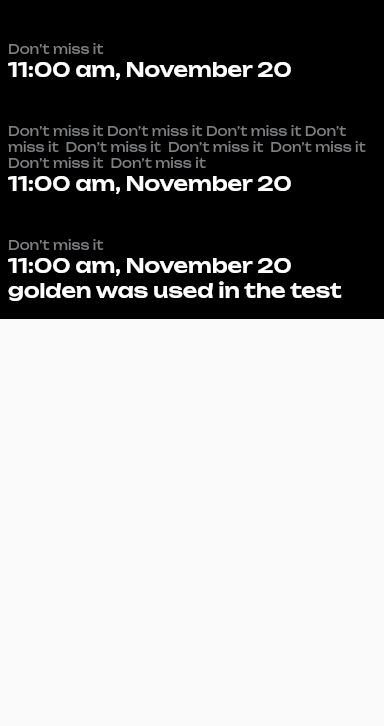 Don't miss it
11:00 am, November 20
Don't miss it Don't miss it Don't miss it Don't
miss it  Don't miss it  Don't miss it  Don't miss it
Don't miss it  Don't miss it
11:00 am, November 20
Don't miss it
11:00 am, November 20
golden was used in the test